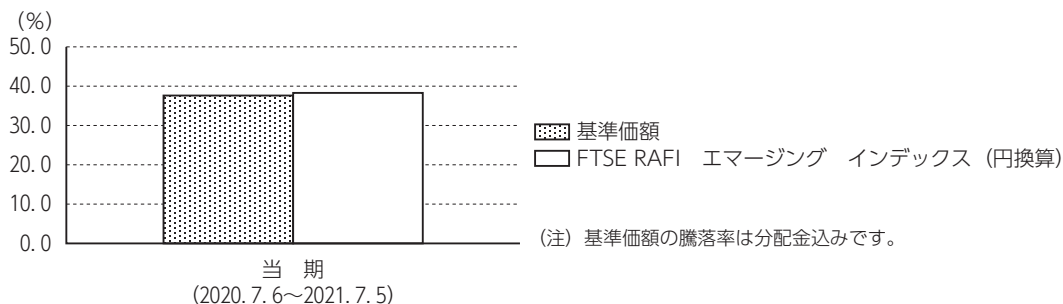 (%)
50.0
40.0
30.0
20.0
10.0
0.0
当 期
(2020.7.6~2021.7.5)
基準価額
FTSE RAFI エマージング インデックス(円換算)
(注)基準価額の騰落率は分配金込みです。